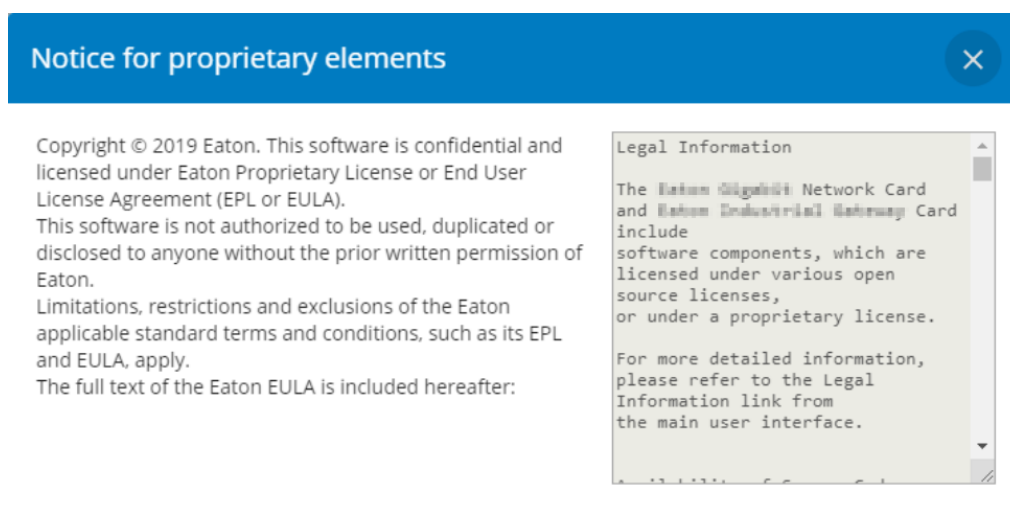 Notice for proprietary elements
Copyright © 2019 Eaton. This software is confidential and
licensed under Eaton Proprietary License or End User
License Agreement (EPL or EULA).
This software is not authorized to be used, duplicated or
disclosed to anyone without the prior written permission of
Eaton.
Limitations, restrictions and exclusions of the Eaton
applicable standard terms and conditions, such as its EPL
and EULA, apply.
The full text of the Eaton EULA is included hereafter:
Legal Information
The Network Card
and Card
include
software components, which are
licensed under various open
source licenses,
or under a proprietary license.
For more detailed information,
please refer to the Legal
Information link from
the main user interface.